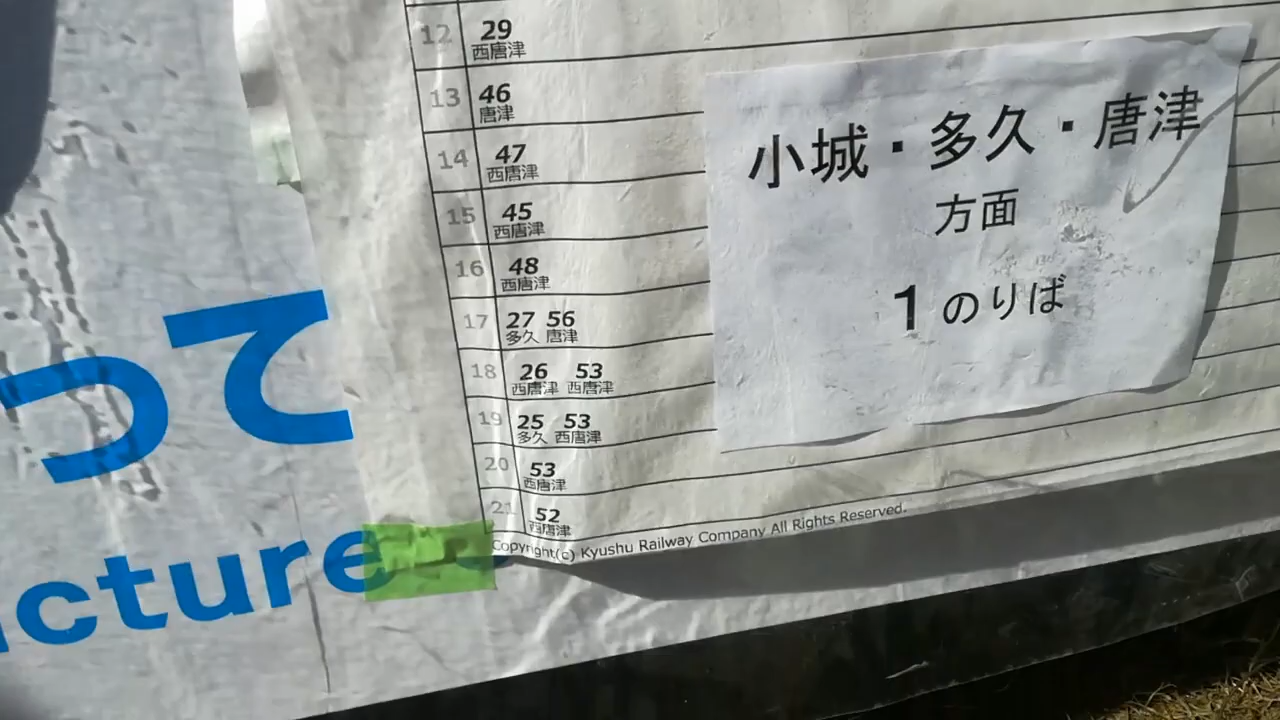 12 29
西唐津
13 46
唐津
14 47
西唐津
15 45
西唐津
16 48
西唐津
17 27 56
多久 唐津
18 26 53
西唐津 西唐津
19 25 53
多久 西唐津
20 53
西唐津
21 52
西唐津
Copyright(c) Kyushu Railway Company All Rights Reserved.
小城・多久・唐津
方面
1 のりば
って
cture